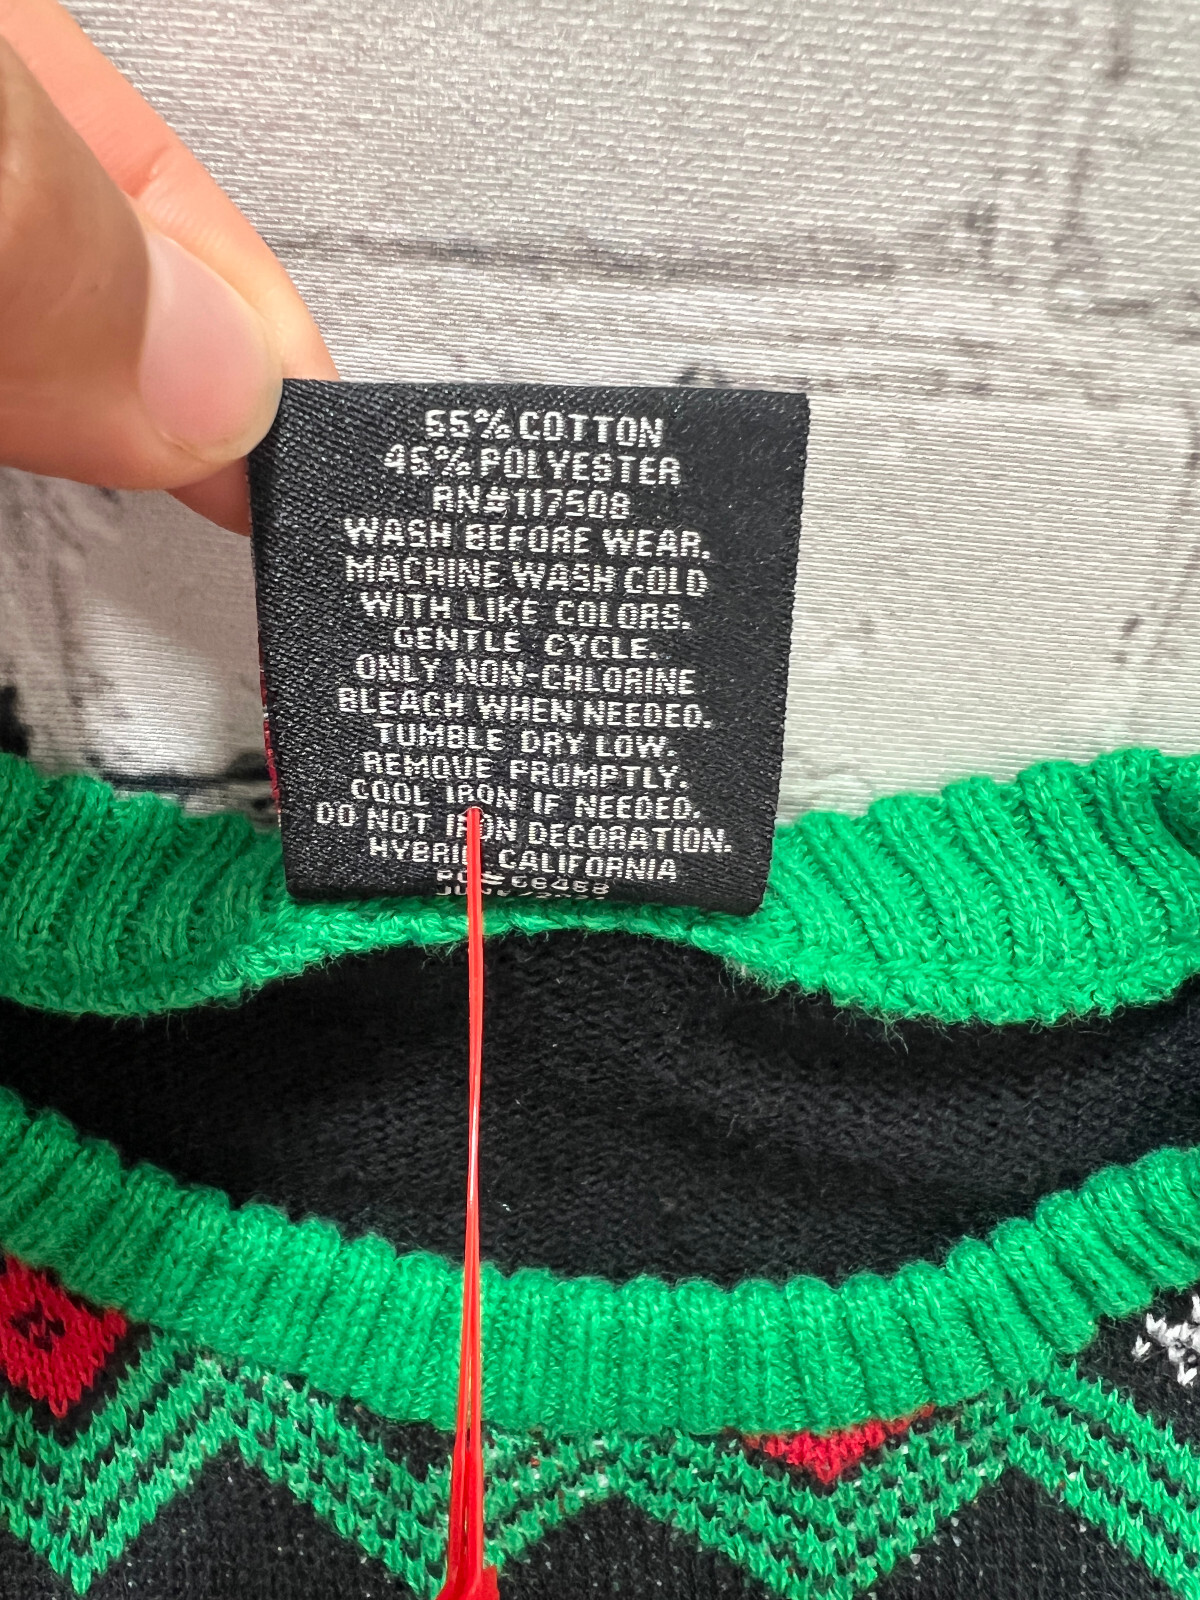 55% COTTON
45% POLYESTER
RN#117508
WASH BEFORE WEAR.
MACHINE WASH COLD
WITH LIKE COLORS.
GENTLE CYCLE.
ONLY NON-CHLORINE
BLEACH WHEN NEEDED.
TUMBLE DRY LOW.
REMOVE PROMPTLY.
COOL IRON IF NEEDED.
DO NOT IRON DECORATION.
HYBRID CALIFORNIA